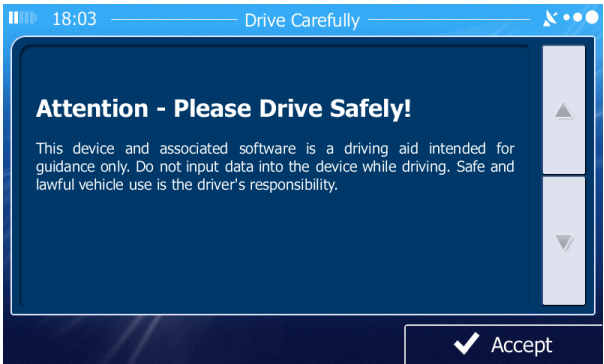 18:03 Drive Carefully
Attention - Please Drive Safely!
This device and associated software is a driving aid intended for
guidance only. Do not input data into the device while driving. Safe and
lawful vehicle use is the driver's responsibility.
Accept